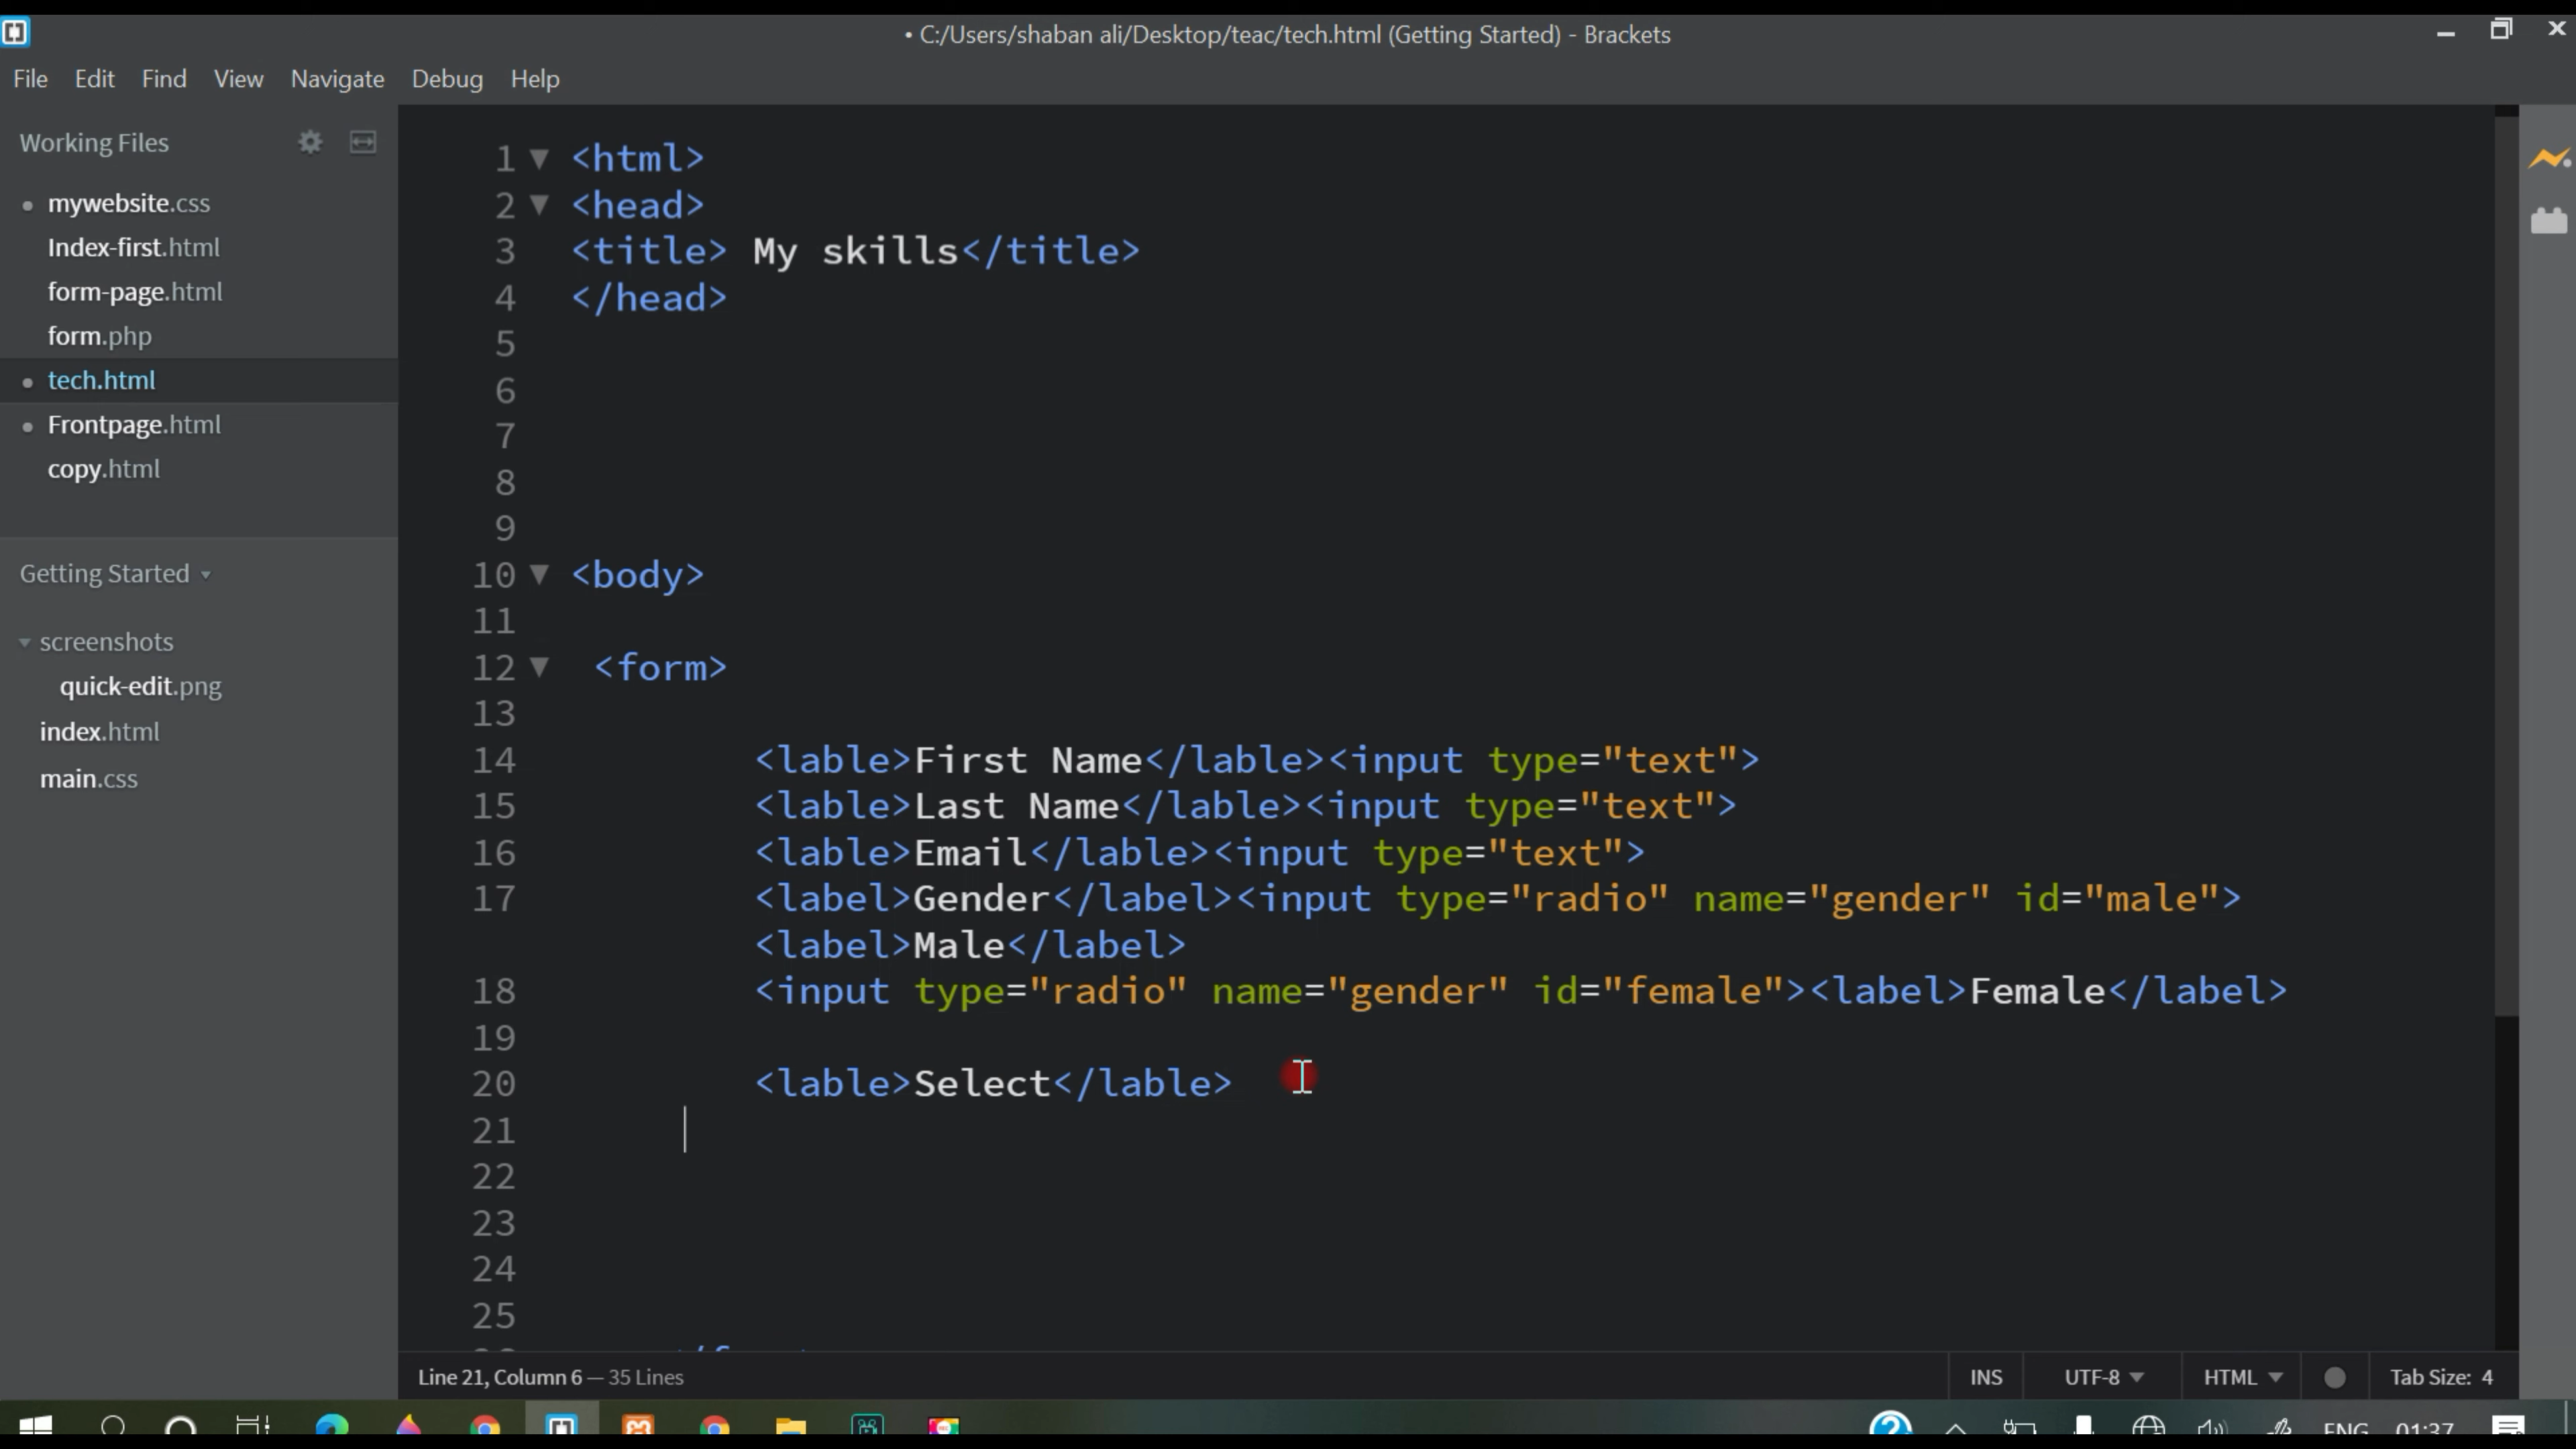 • C:/Users/shaban ali/Desktop/teac/tech.html (Getting Started) - Brackets
File Edit Find View Navigate Debug Help
Working Files
mywebsite.css
Index-first.html
form-page.html
form.php
tech.html
Frontpage.html
copy.html
Getting Started
screenshots
quick-edit.png
index.html
main.css
1 <html>
2 <head>
3 <title> My skills</title>
4 </head>
5
6
7
8
9
10 <body>
11
12 <form>
13
14 <lable>First Name</lable><input type="text">
15 <lable>Last Name</lable><input type="text">
16 <lable>Email</lable><input type="text">
17 <label>Gender</label><input type="radio" name="gender" id="male">
<label>Male</label>
18 <input type="radio" name="gender" id="female"><label>Female</label>
19
20 <lable>Select</lable>
21
22
23
24
25
Line 21, Column 6 — 35 Lines
INS UTF-8 HTML Tab Size: 4
ENG 01:37